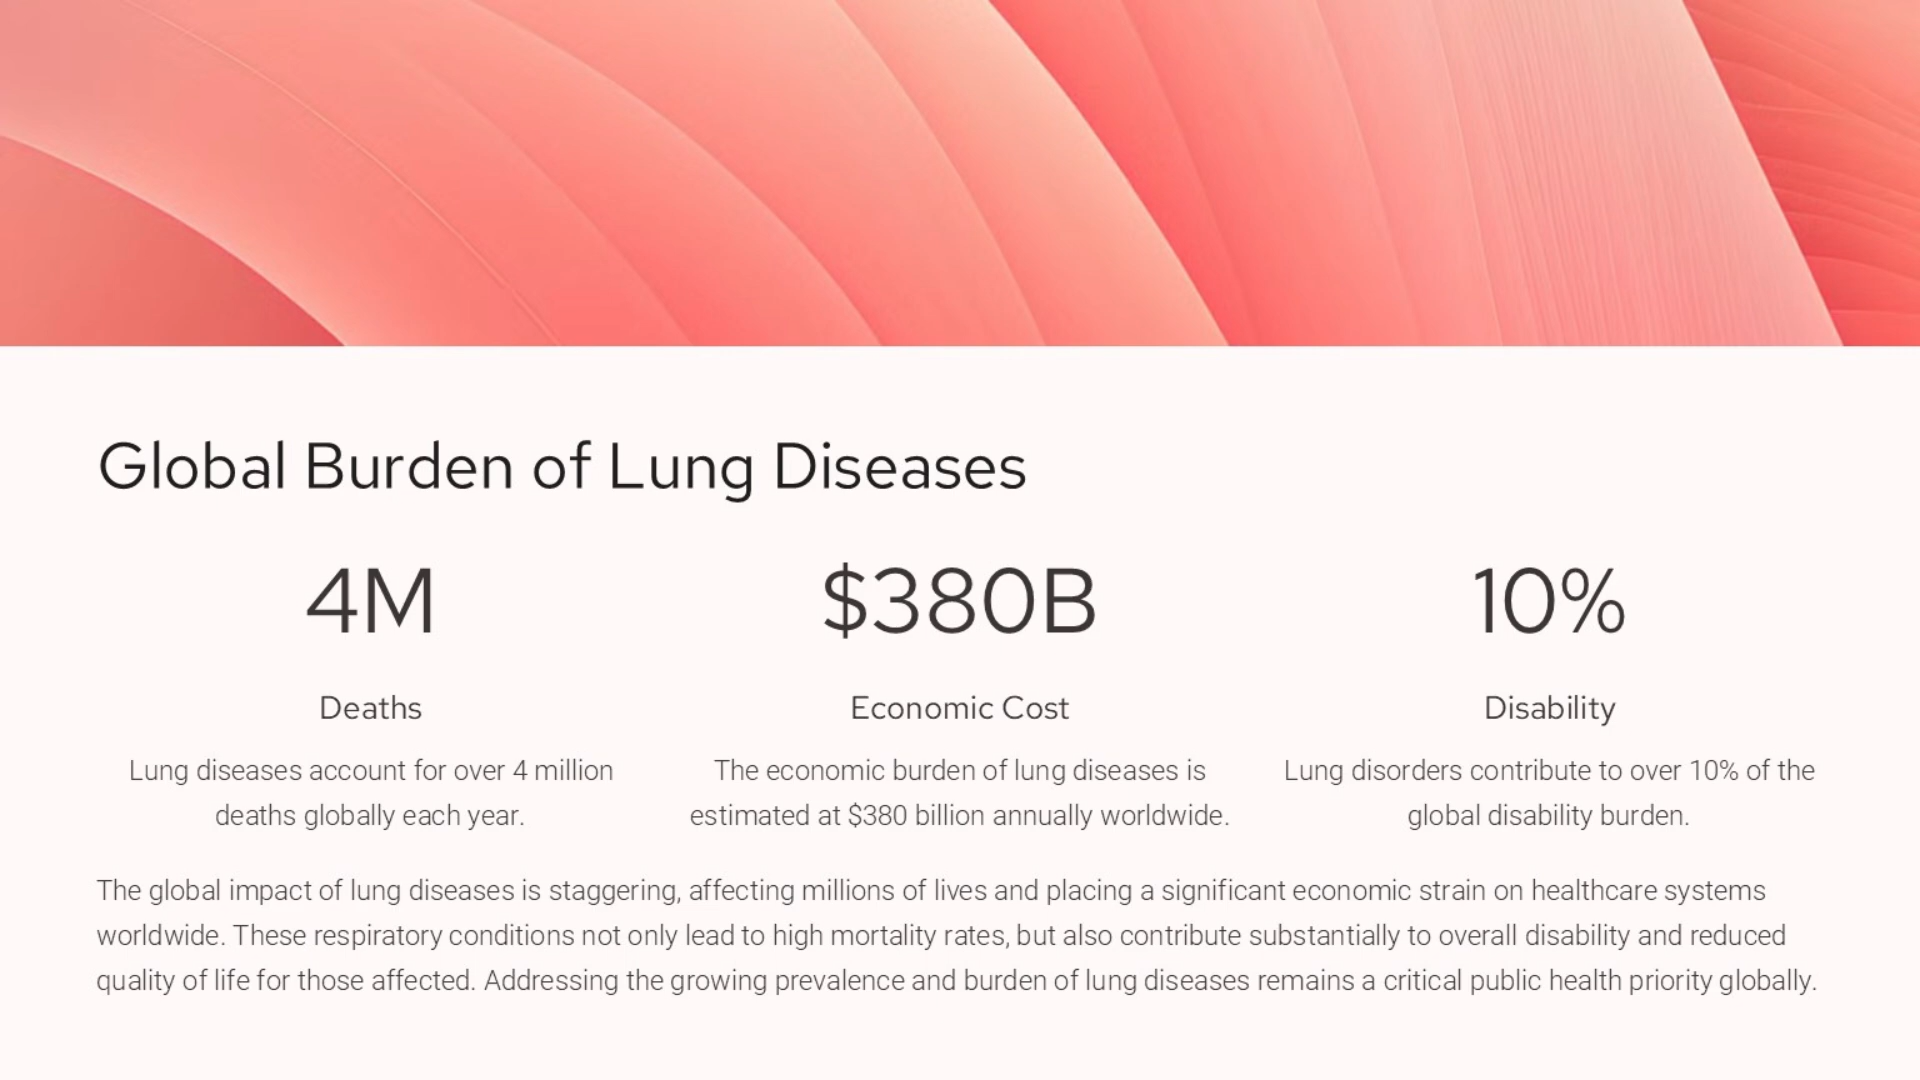 Global Burden of Lung Diseases
4M
Deaths
Lung diseases account for over 4 million
deaths globally each year.
$380B
Economic Cost
The economic burden of lung diseases is
estimated at $380 billion annually worldwide.
10%
Disability
Lung disorders contribute to over 10% of the
global disability burden.
The global impact of lung diseases is staggering, affecting millions of lives and placing a significant economic strain on healthcare systems
worldwide. These respiratory conditions not only lead to high mortality rates, but also contribute substantially to overall disability and reduced
quality of life for those affected. Addressing the growing prevalence and burden of lung diseases remains a critical public health priority globally.